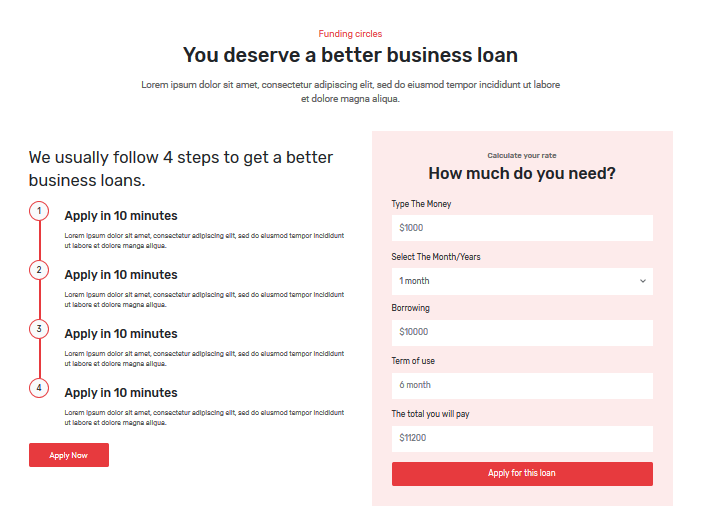 Funding circles
You deserve a better business loan
Lorem ipsum dolor sit amet, consectetur adipiscing elit, sed do eiusmod tempor incididunt ut labore
et dolore magna aliqua.
We usually follow 4 steps to get a better
business loans.
1
Apply in 10 minutes
Lorem ipsum dolor sit amet, consectetur adipiscing elit, sed do eiusmod tempor incididunt
ut labore et dolore magna aliqua.
2
Apply in 10 minutes
Lorem ipsum dolor sit amet, consectetur adipiscing elit, sed do eiusmod tempor incididunt
ut labore et dolore magna aliqua.
3
Apply in 10 minutes
Lorem ipsum dolor sit amet, consectetur adipiscing elit, sed do eiusmod tempor incididunt
ut labore et dolore magna aliqua.
4
Apply in 10 minutes
Lorem ipsum dolor sit amet, consectetur adipiscing elit, sed do eiusmod tempor incididunt
ut labore et dolore magna aliqua.
Apply Now
Calculate your rate
How much do you need?
Type The Money
$1000
Select The Month/Years
1 month
Borrowing
$10000
Term of use
6 month
The total you will pay
$11200
Apply for this loan